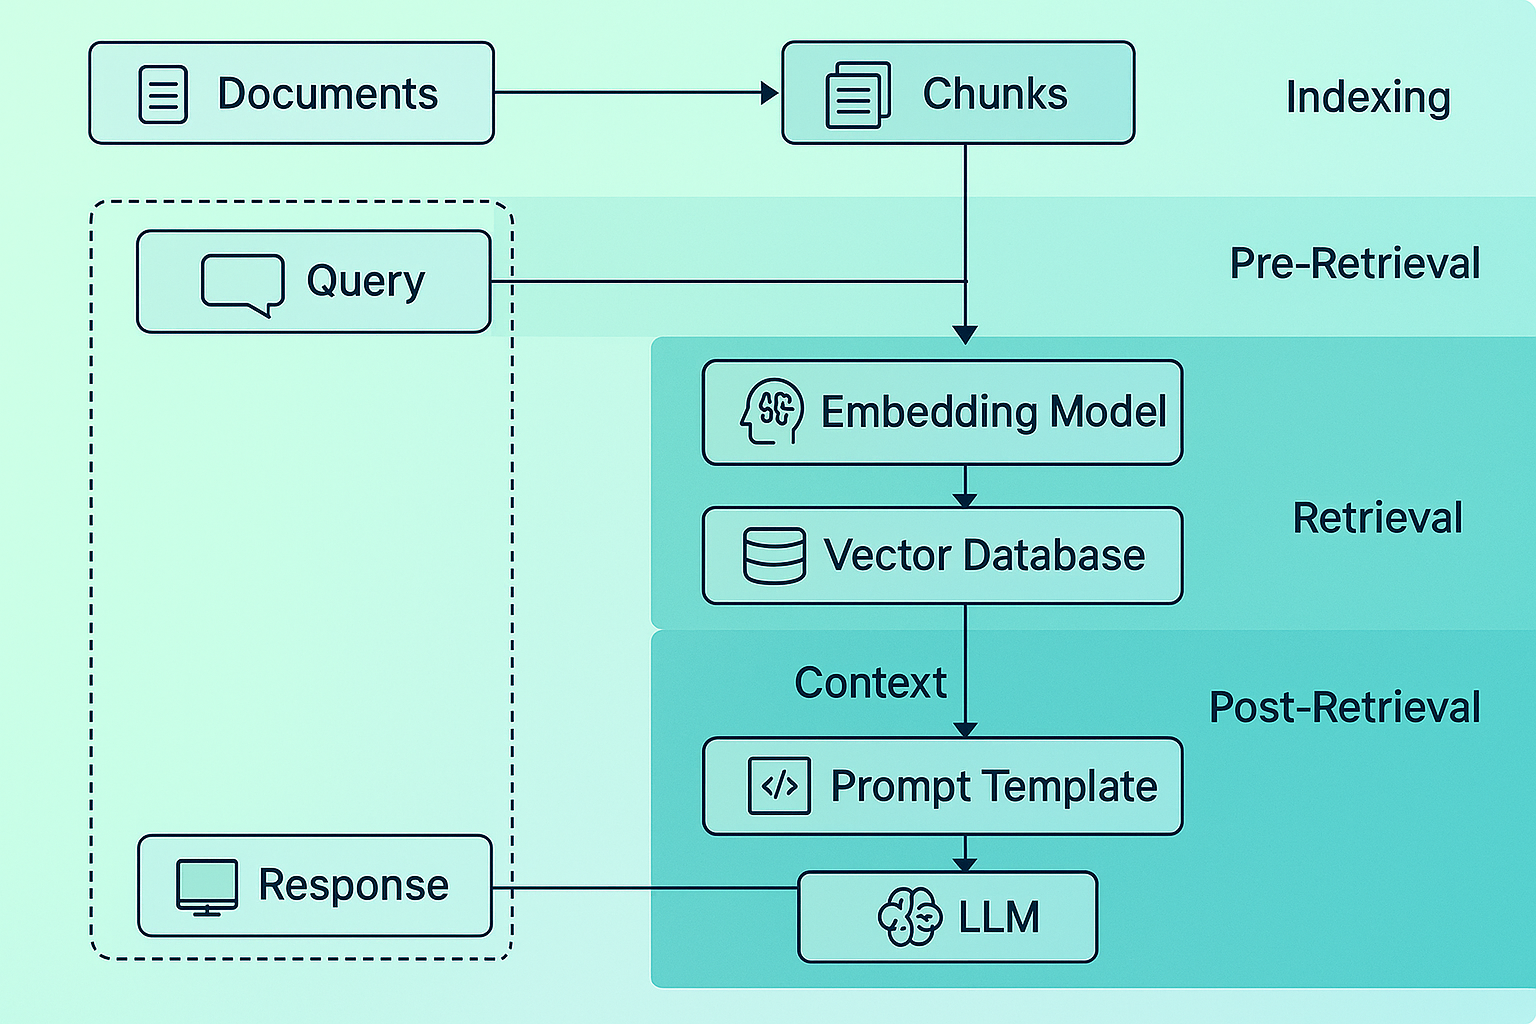 Documents
Chunks
Indexing
Query
Pre-Retrieval
Embedding Model
Retrieval
Vector Database
Context
Post-Retrieval
</> Prompt Template
Response
LLM